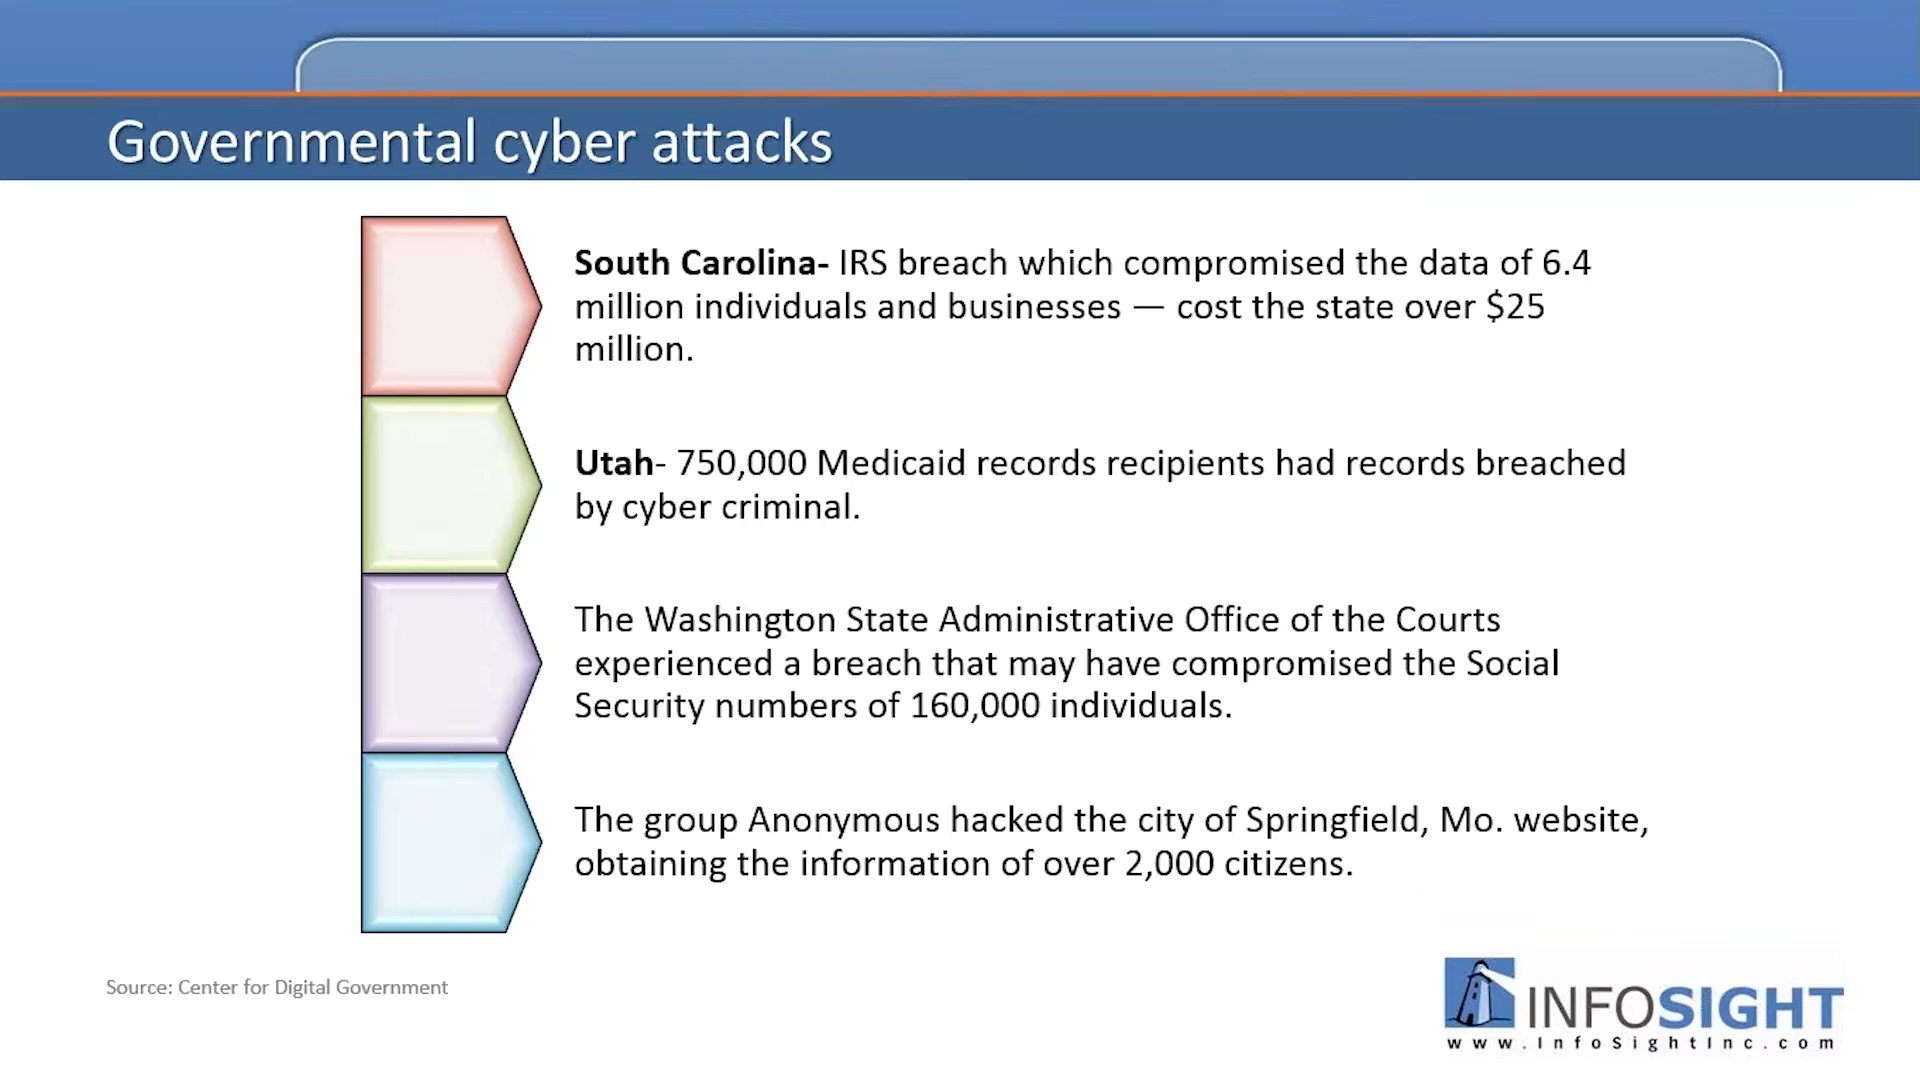 Governmental cyber attacks
South Carolina- IRS breach which compromised the data of 6.4
million individuals and businesses — cost the state over $25
million.
Utah- 750,000 Medicaid records recipients had records breached
by cyber criminal.
The Washington State Administrative Office of the Courts
experienced a breach that may have compromised the Social
Security numbers of 160,000 individuals.
The group Anonymous hacked the city of Springfield, Mo. website,
obtaining the information of over 2,000 citizens.
Source: Center for Digital Government
INFOSIGHT
www.InfoSightInc.com